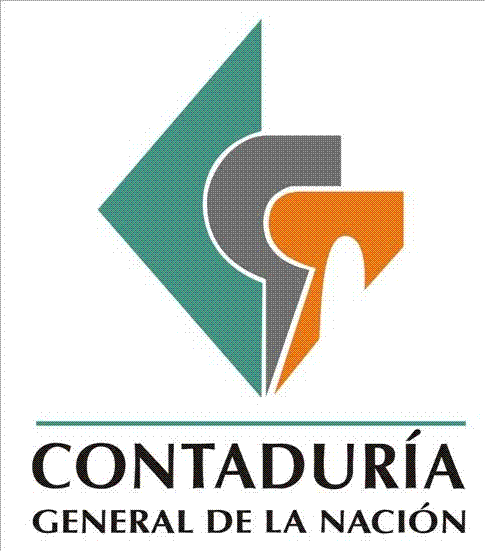 CONTADURÍA
GENERAL DE LA NACIÓN